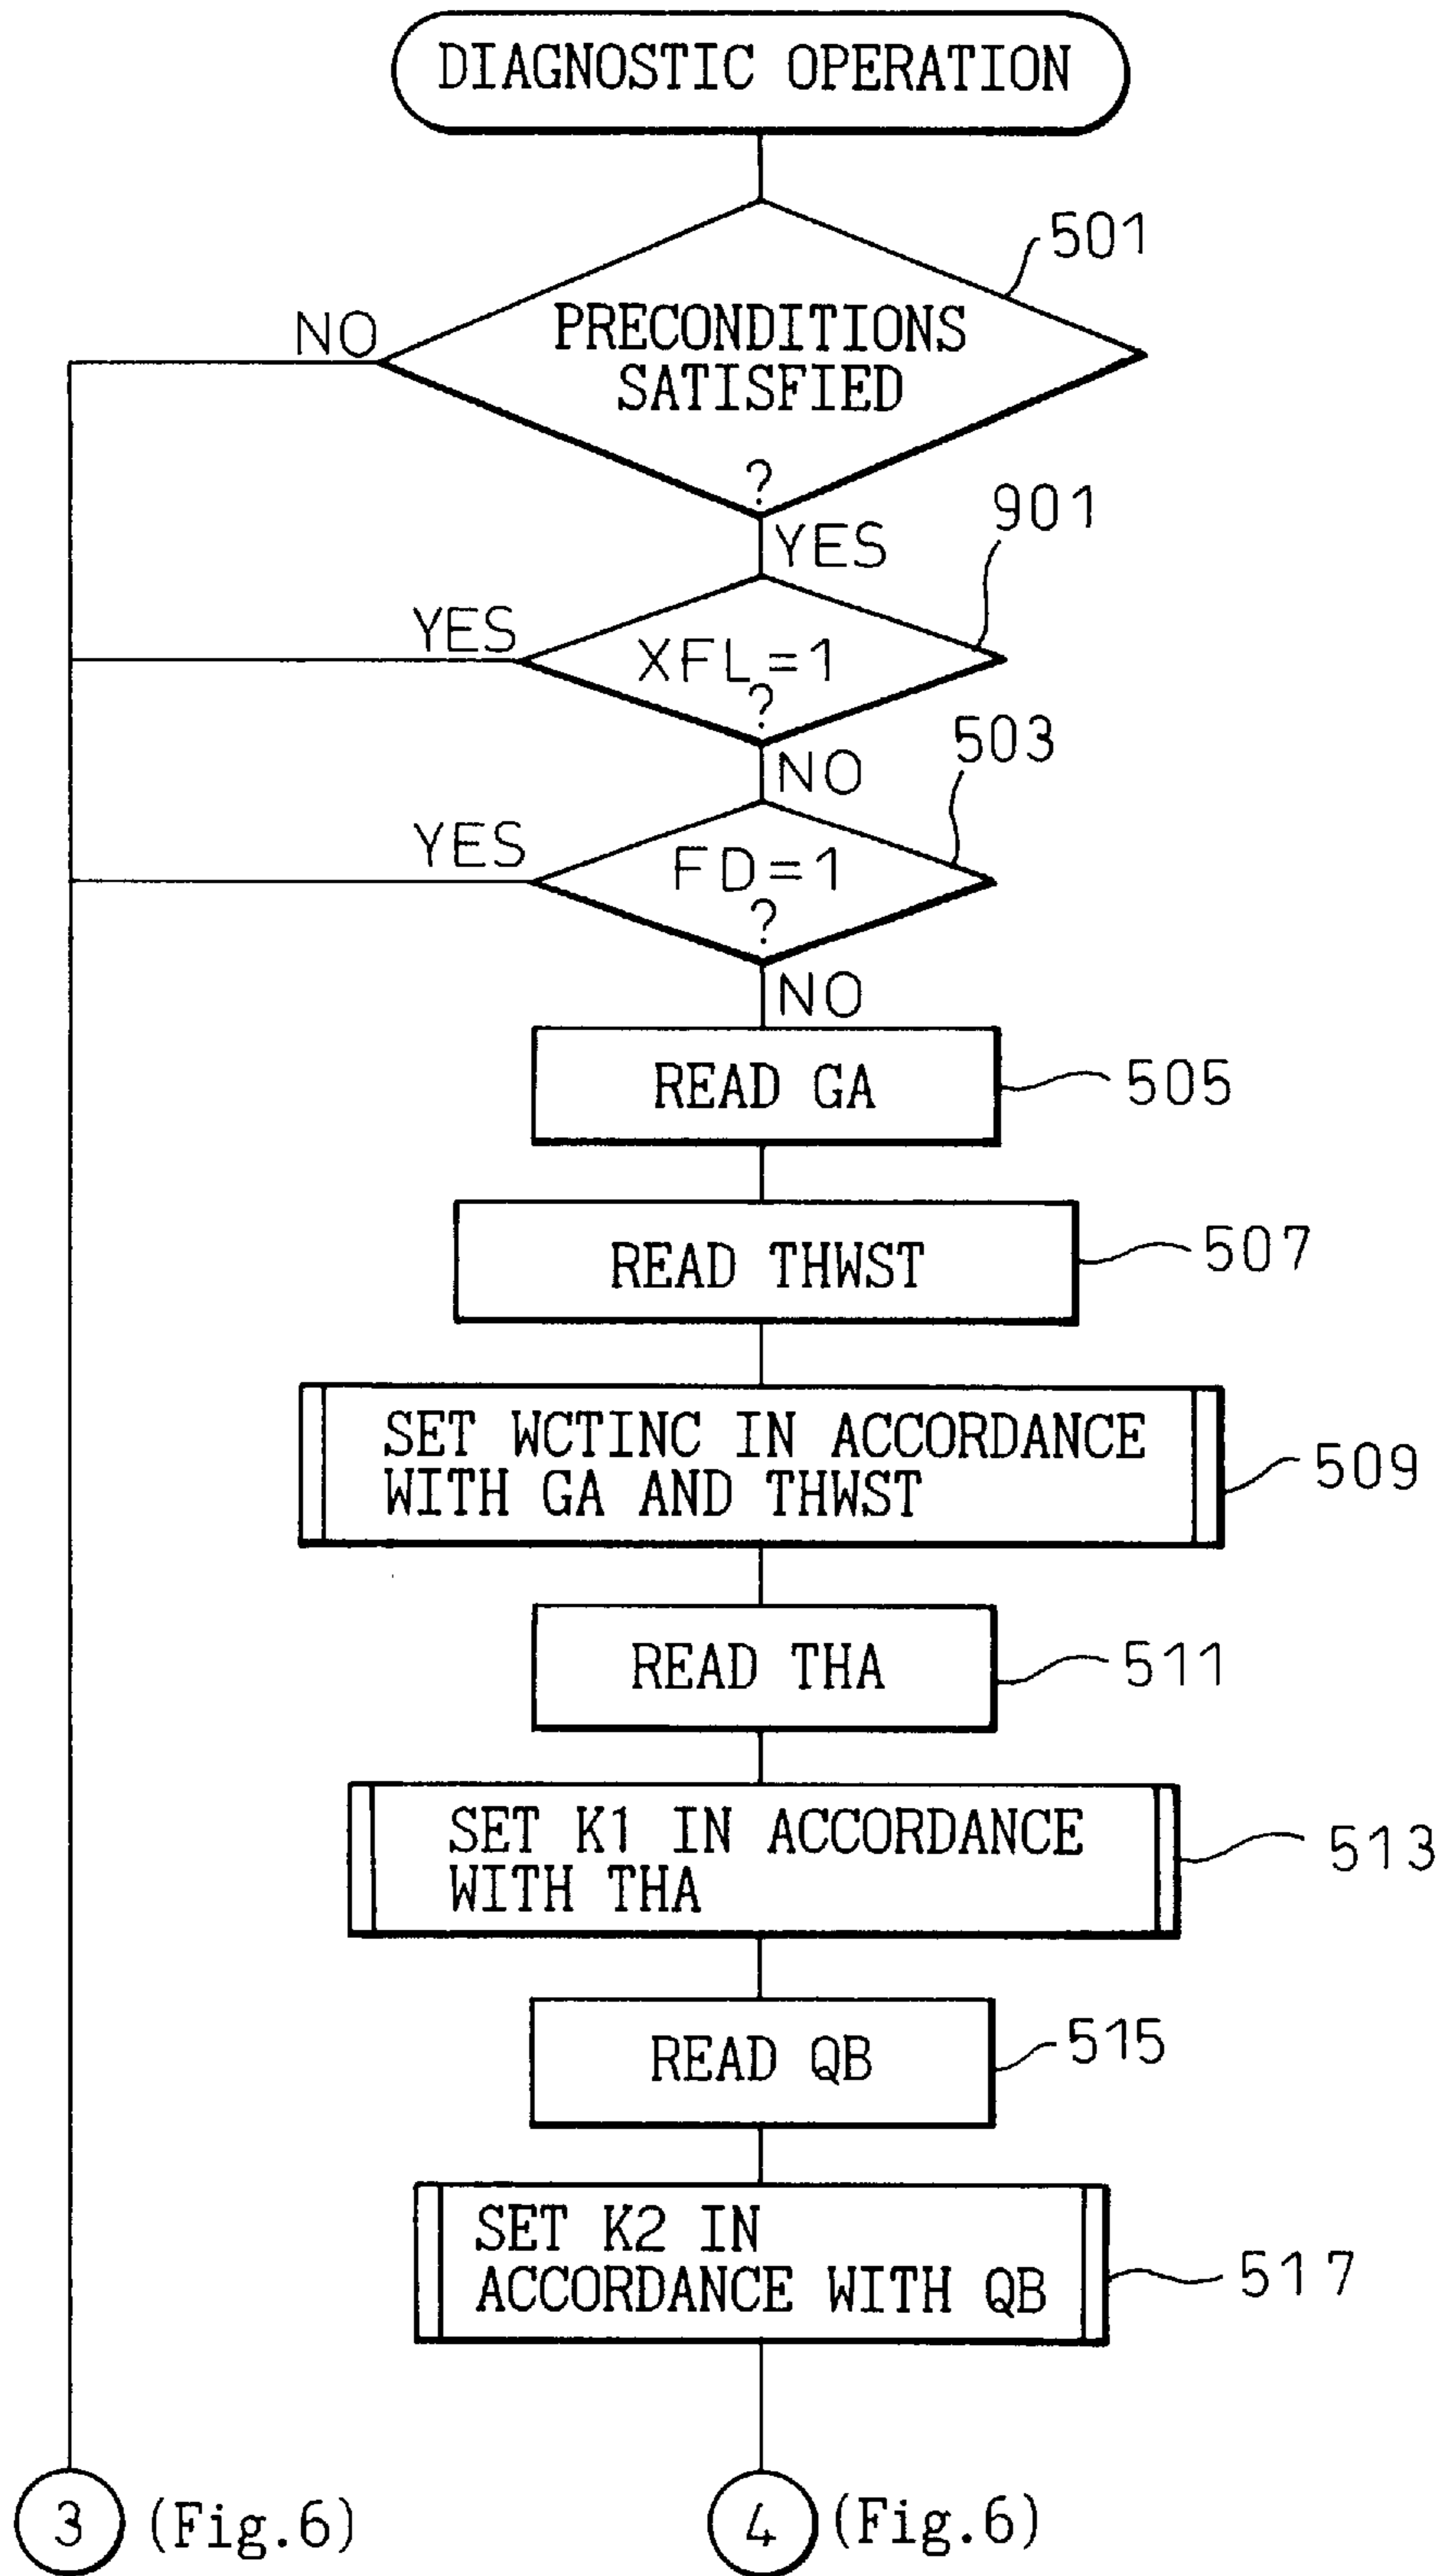 DIAGNOSTIC OPERATION
501
NO
PRECONDITIONS
SATISFIED
?
YES
901
YES
XFL=1
?
NO
503
YES
FD=1
?
NO
READ GA
505
READ THWST
507
SET WCTINC IN ACCORDANCE
WITH GA AND THWST
509
READ THA
511
SET K1 IN ACCORDANCE
WITH THA
513
READ QB
515
SET K2 IN
ACCORDANCE WITH QB
517
3 (Fig.6)
4 (Fig.6)